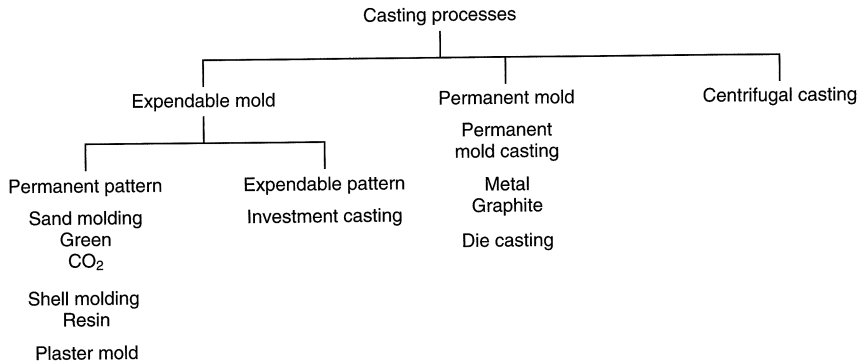 Casting processes
Expendable mold
Permanent mold
Centrifugal casting
Permanent
mold casting
Metal
Graphite
Die casting
Permanent pattern
Sand molding
Green
CO₂
Shell molding
Resin
Plaster mold
Expendable pattern
Investment casting